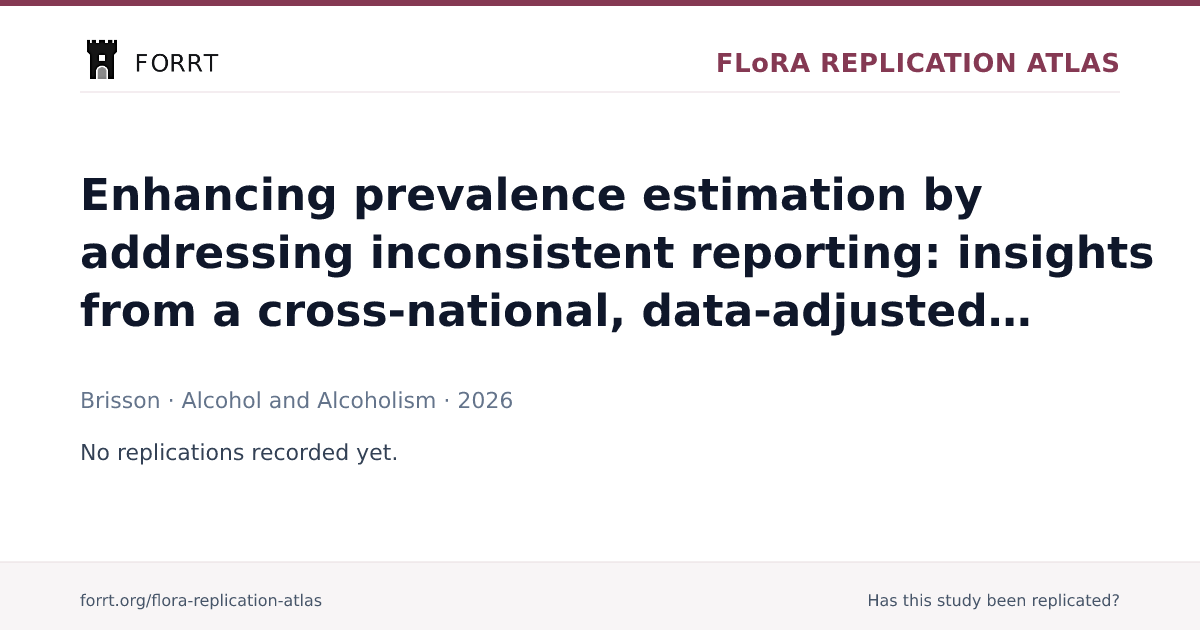 FORRT
FLoRA REPLICATION ATLAS
Enhancing prevalence estimation by
addressing inconsistent reporting: insights
from a cross-national, data-adjusted…
Brisson · Alcohol and Alcoholism · 2026
No replications recorded yet.
forrt.org/flora-replication-atlas
Has this study been replicated?